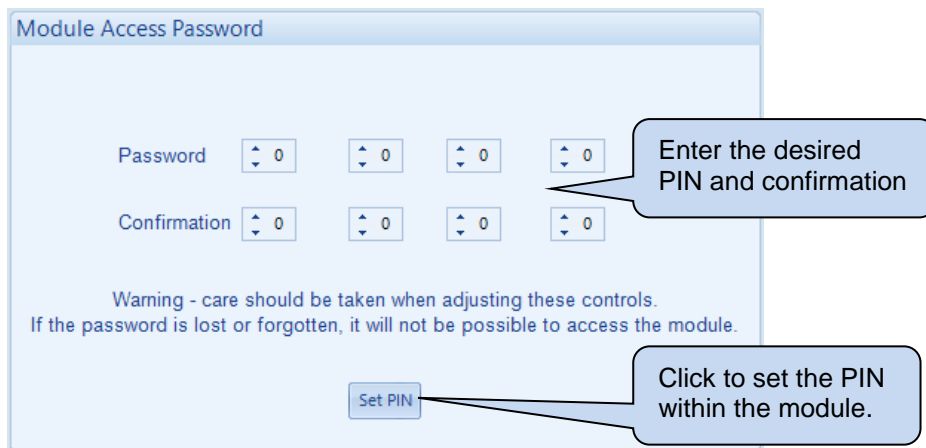 Module Access Password
Password 0 0 0 0
Enter the desired
PIN and confirmation
Confirmation 0 0 0 0
Warning - care should be taken when adjusting these controls.
If the password is lost or forgotten, it will not be possible to access the module.
Set PIN
Click to set the PIN
within the module.